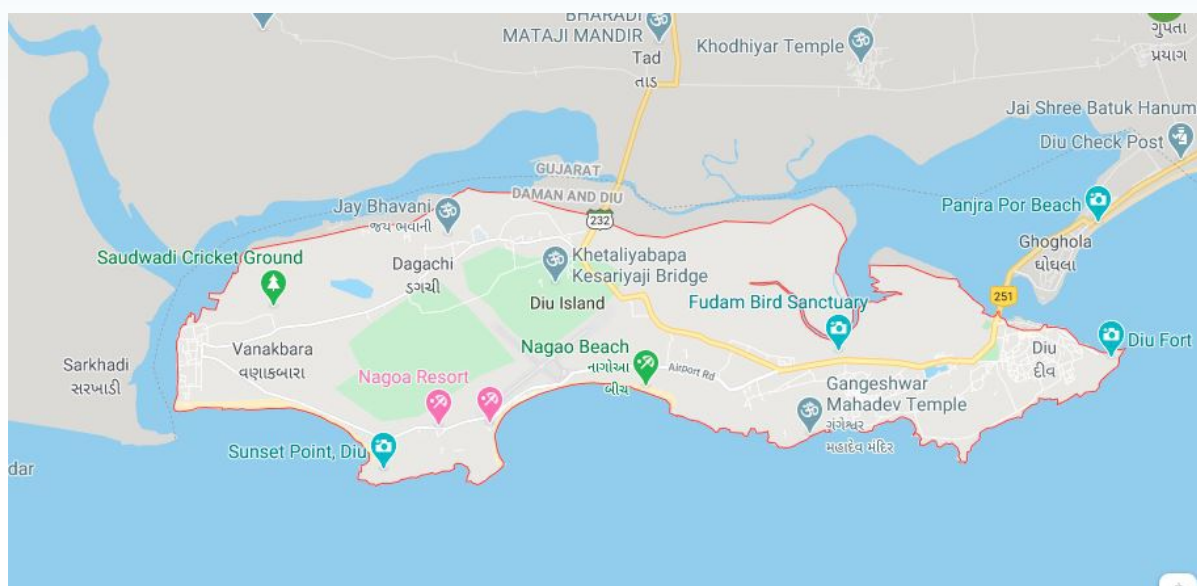 BHARADI
MATAJI MANDIR
Tad
તાડ
Khodhiyar Temple
ગુપતા
પ્રયાગ
Jai Shree Batuk Hanum
Diu Check Post
GUJARAT
DAMAN AND DIU
232
Jay Bhavani
જય ભવાની
Panjra Por Beach
Ghoghola
ઘોઘલા
Saudwadi Cricket Ground
Dagachi
ડગચી
Khetaliyabapa
Kesariyaji Bridge
Diu Island
Fudam Bird Sanctuary
251
Sarkhadi
સરખાડી
Vanakbara
વણાકબારા
Nagao Beach
નાગોઆ
બીચ
Airport Rd
Diu
દીવ
Diu Fort
Nagoa Resort
Gangeshwar
Mahadev Temple
ગંગેશ્વર
મહાદેવ મંદિર
Sunset Point, Diu
dar